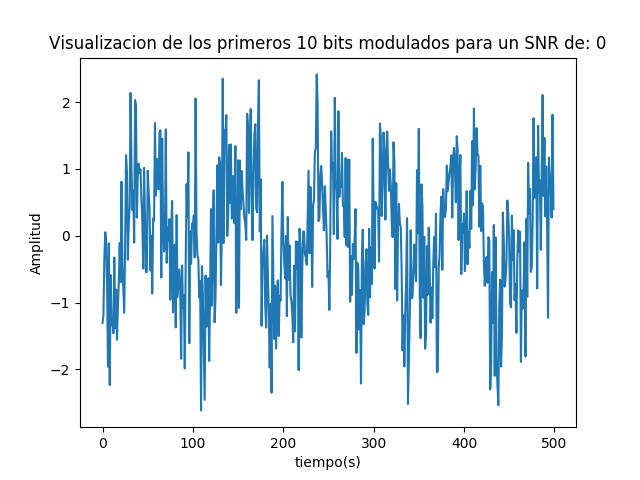 Visualizacion de los primeros 10 bits modulados para un SNR de: 0
Amplitud
2
1
0
−1
−2
0 100 200 300 400 500
tiempo(s)